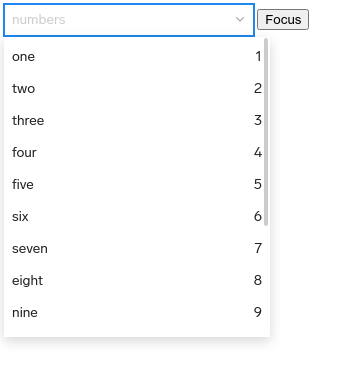 numbers Focus
one 1
two 2
three 3
four 4
five 5
six 6
seven 7
eight 8
nine 9